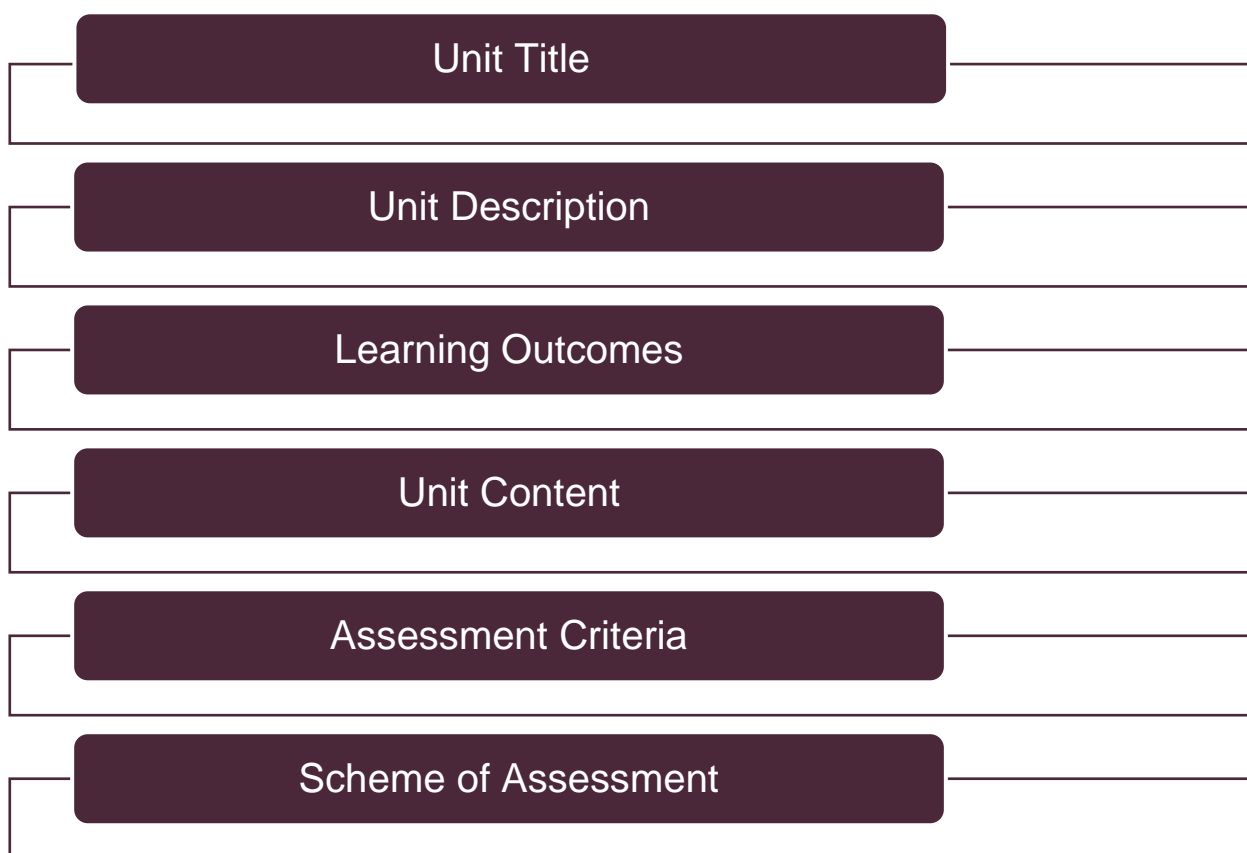 Unit Title
Unit Description
Learning Outcomes
Unit Content
Assessment Criteria
Scheme of Assessment